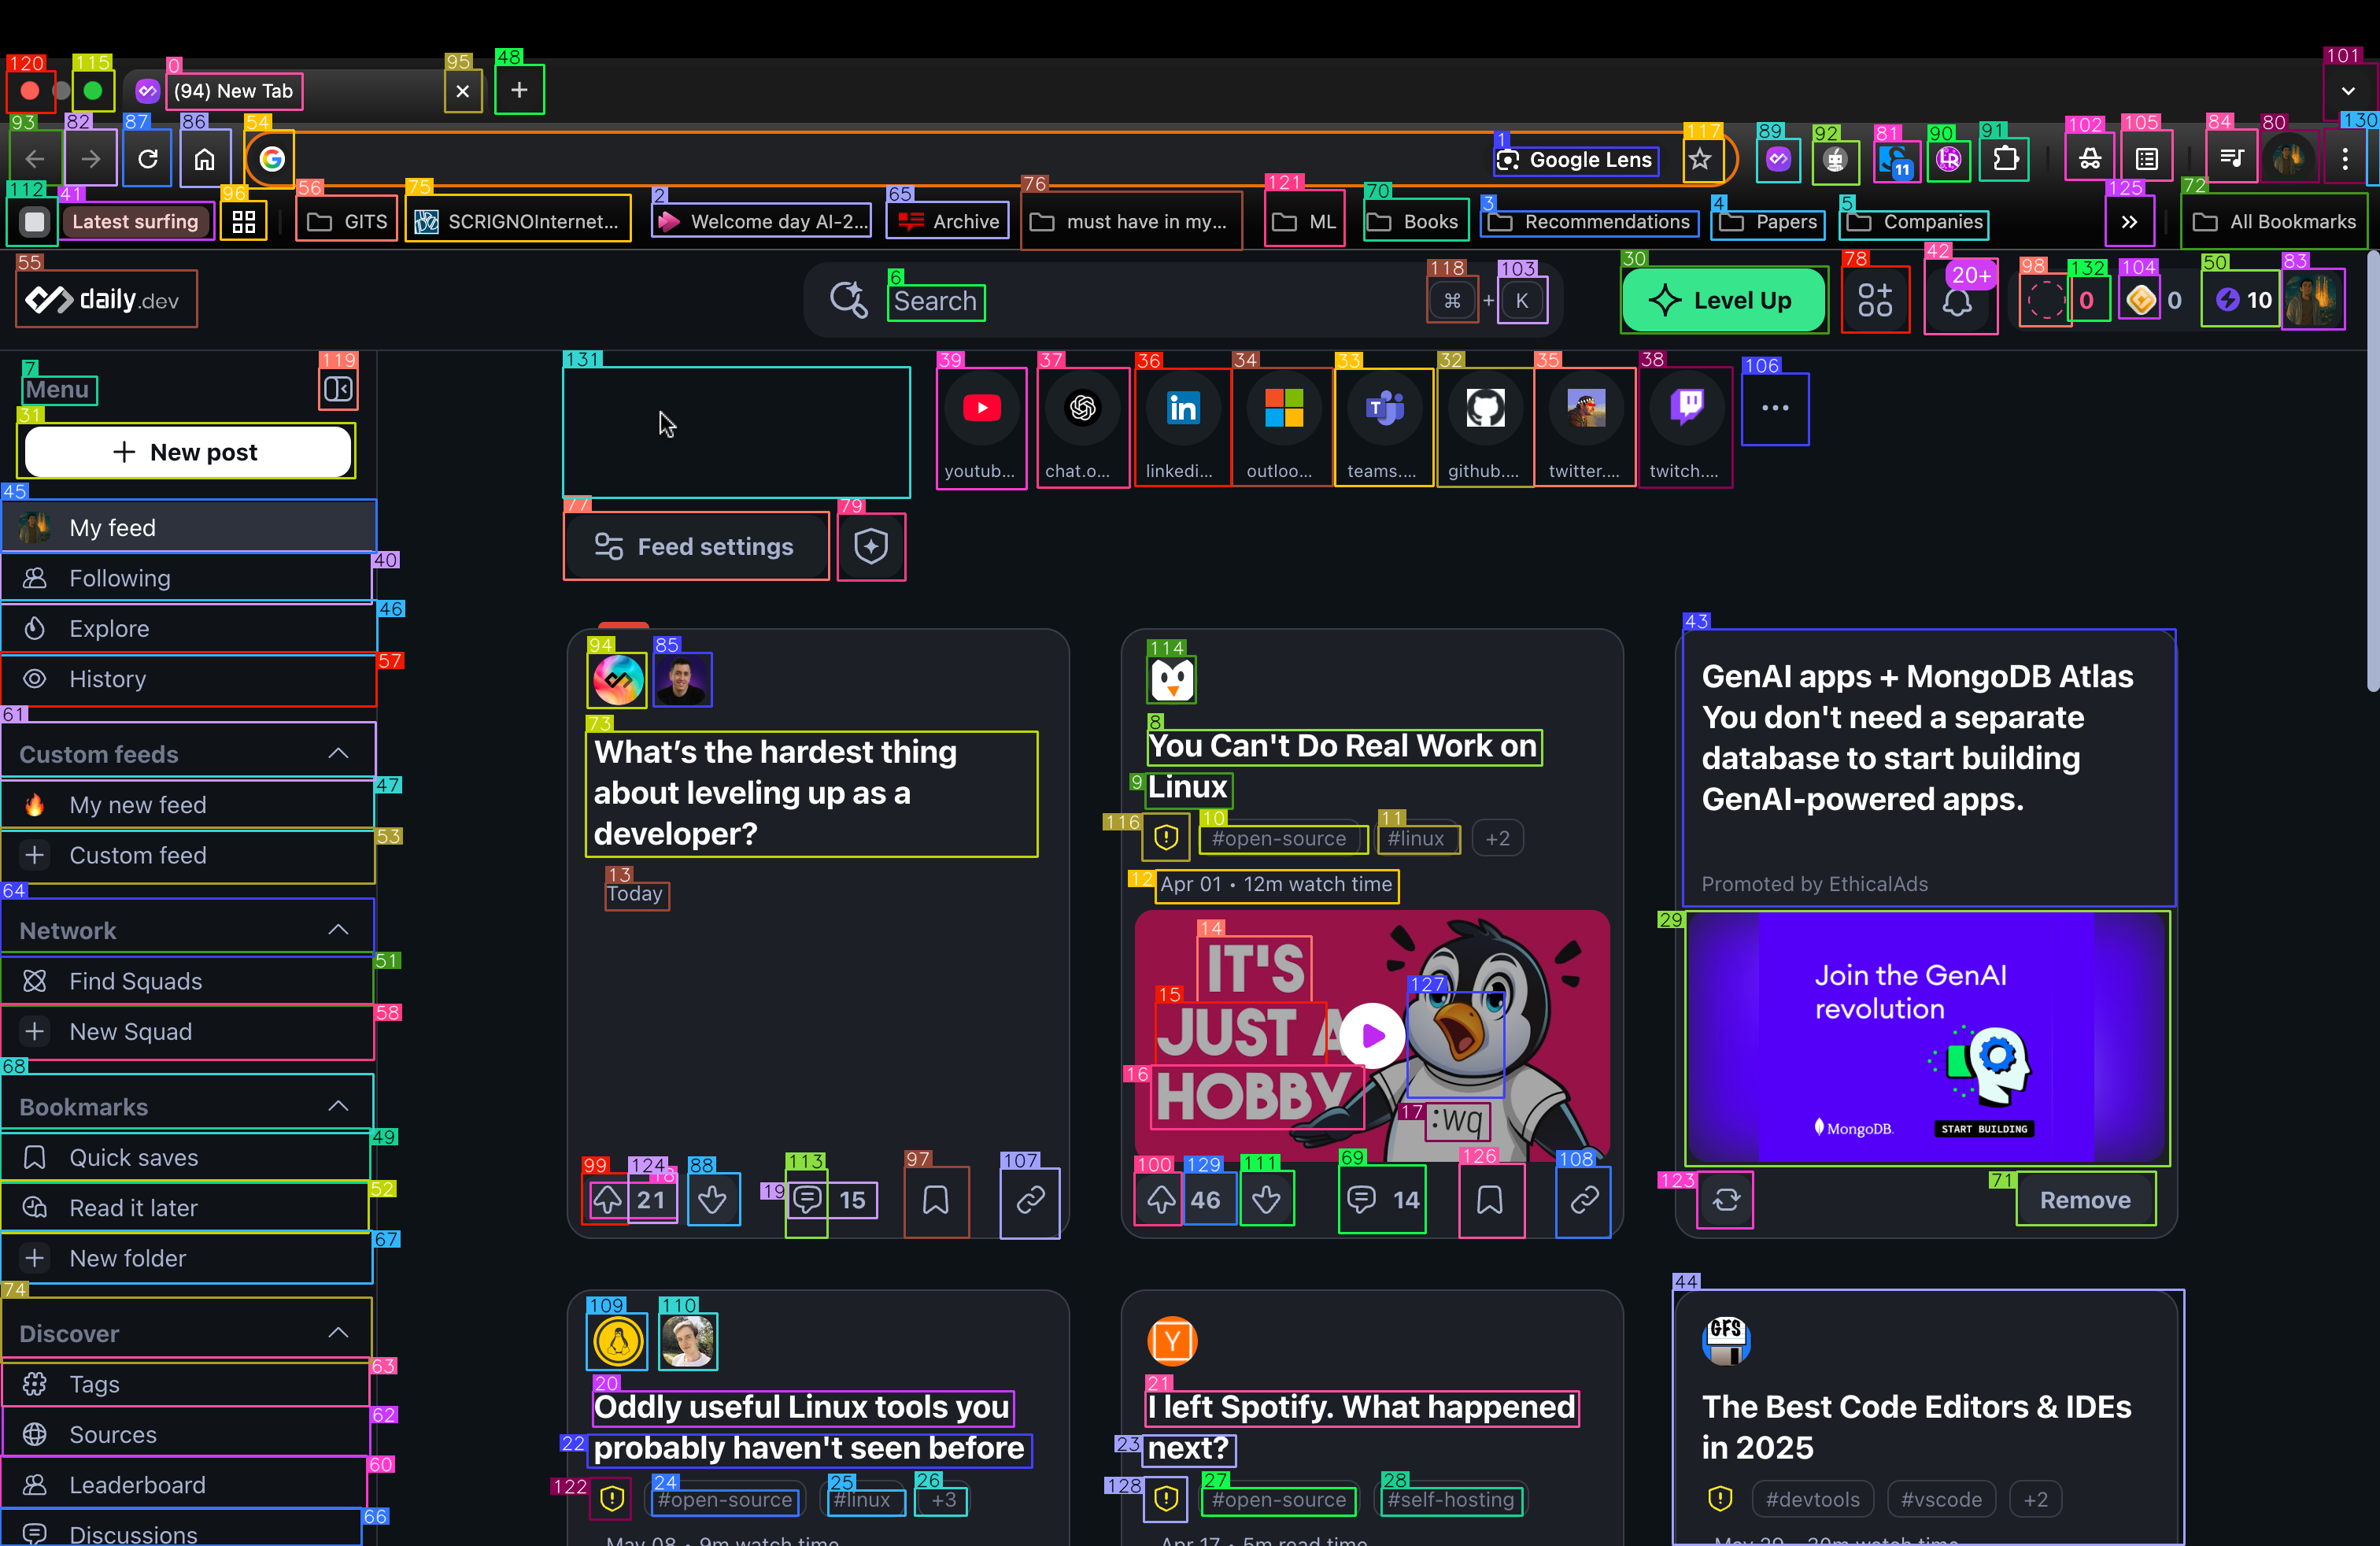 (94) New Tab
Google Lens
11
Latest surfing
GITS
SCRIGNOInternet...
Welcome day AI-2...
Archive
must have in my...
ML
Books
Recommendations
Papers
Companies
All Bookmarks
daily.dev
Search
⌘ + K
Level Up
20+
0
0
10
Menu
New post
My feed
Following
Explore
History
Custom feeds
My new feed
Custom feed
Network
Find Squads
New Squad
Bookmarks
Quick saves
Read it later
New folder
Discover
Tags
Sources
Leaderboard
Discussions
youtub...
chat.o...
linkedi...
outloo...
teams....
github....
twitter....
twitch....
Feed settings
What’s the hardest thing
about leveling up as a
developer?
Today
21
15
You Can't Do Real Work on
Linux
#open-source
#linux
+2
Apr 01 • 12m watch time
IT'S
JUST A
HOBBY
:wq
46
14
GenAI apps + MongoDB Atlas
You don't need a separate
database to start building
GenAI-powered apps.
Promoted by EthicalAds
Join the GenAI
revolution
MongoDB.
START BUILDING
Remove
Oddly useful Linux tools you
probably haven't seen before
#open-source
#linux
+3
May 08 • 9m watch time
Y
I left Spotify. What happened
next?
#open-source
#self-hosting
Apr 17 • 5m read time
GFS
The Best Code Editors & IDEs
in 2025
#devtools
#vscode
+2
May 29 • 30m watch time